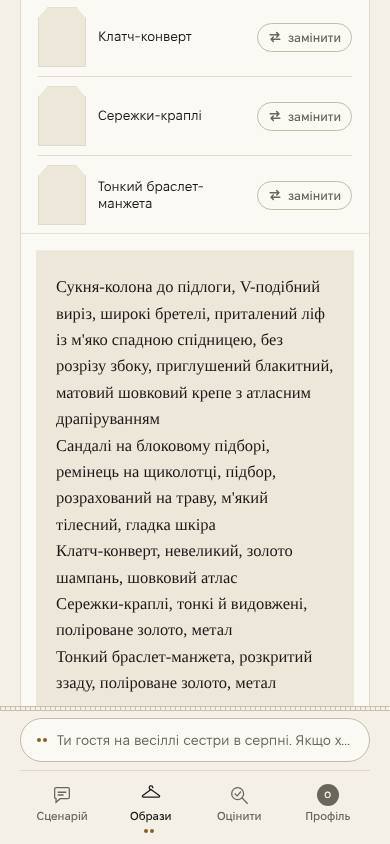 Клатч-конверт
замінити
Сережки-краплі
замінити
Тонкий браслет-
манжета
замінити
Сукня-колона до підлоги, V-подібний
виріз, широкі бретелі, приталений ліф
із м'яко спадною спідницею, без
розрізу збоку, приглушений блакитний,
матовий шовковий крепе з атласним
драпіруванням
Сандалі на блоковому підборі,
ремінець на щиколотці, підбор,
розрахований на траву, м'який
тілесний, гладка шкіра
Клатч-конверт, невеликий, золото
шампань, шовковий атлас
Сережки-краплі, тонкі й видовжені,
поліроване золото, метал
Тонкий браслет-манжета, розкритий
ззаду, поліроване золото, метал
Ти гостя на весіллі сестри в серпні. Якщо х...
Сценарій
Образи
Оцінити
О
Профіль